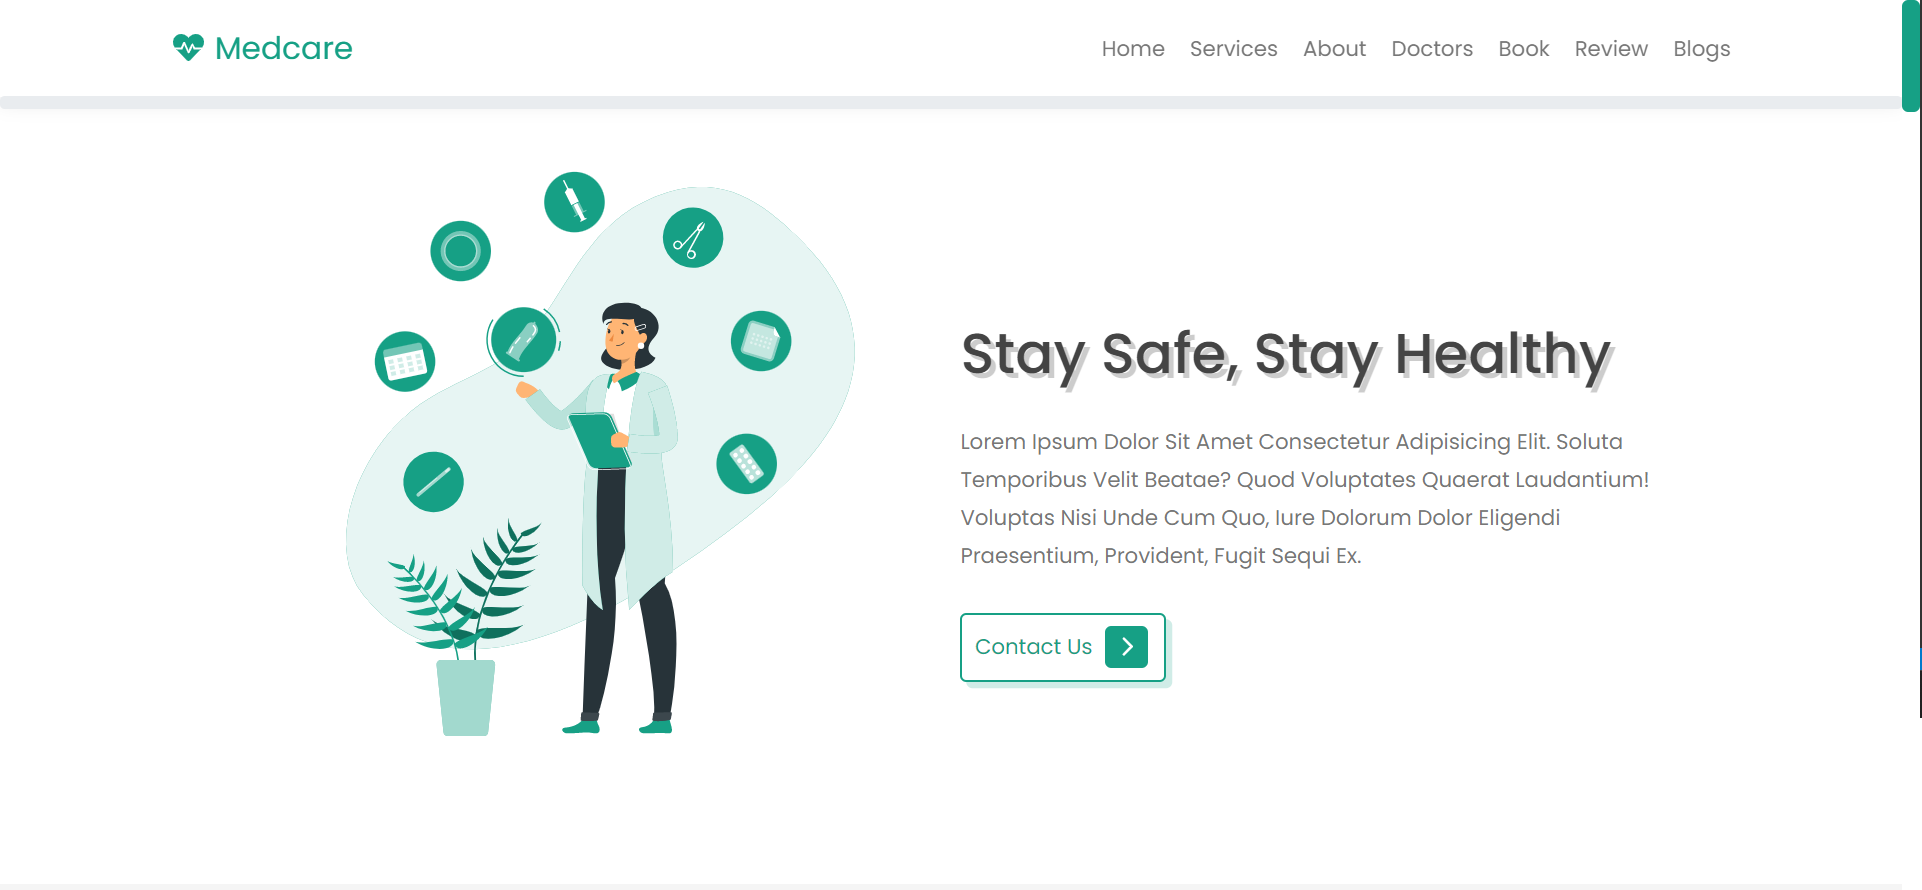 Medcare
Home Services About Doctors Book Review Blogs
Stay Safe, Stay Healthy
Lorem Ipsum Dolor Sit Amet Consectetur Adipisicing Elit. Soluta
Temporibus Velit Beatae? Quod Voluptates Quaerat Laudantium!
Voluptas Nisi Unde Cum Quo, Iure Dolorum Dolor Eligendi
Praesentium, Provident, Fugit Sequi Ex.
Contact Us